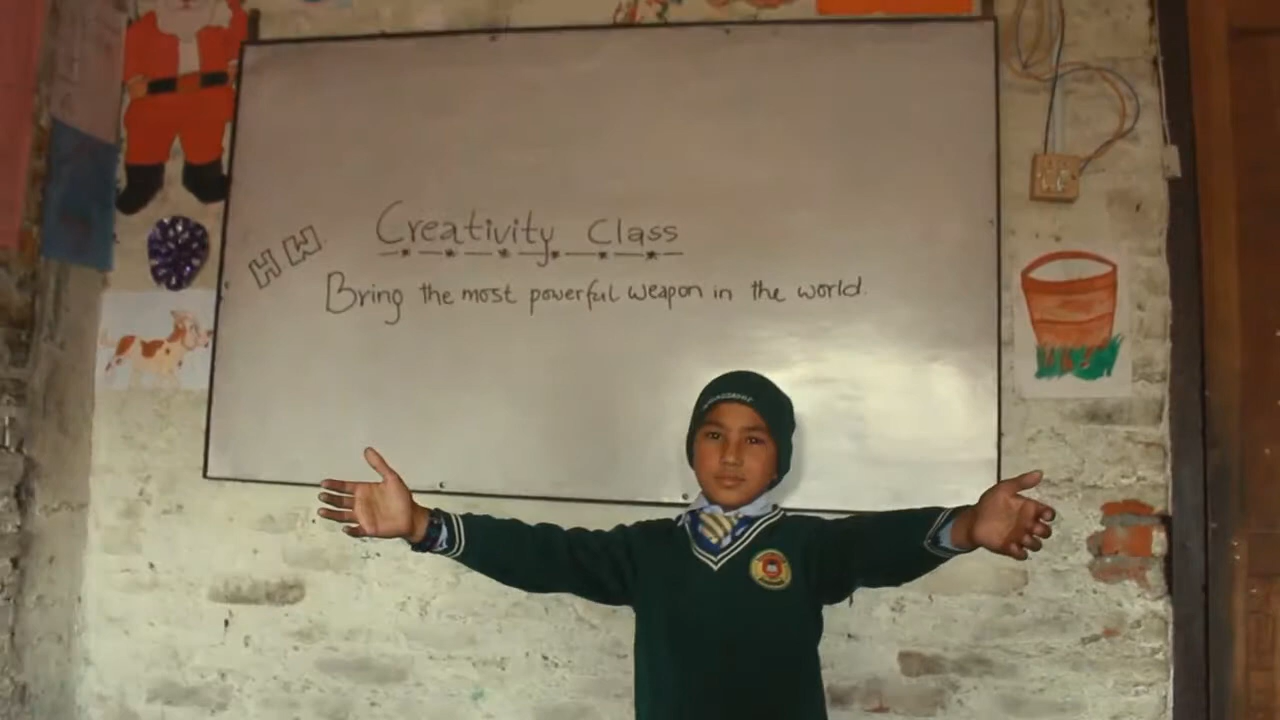 Creativity Class
HW
Bring the most powerful weapon in the world.